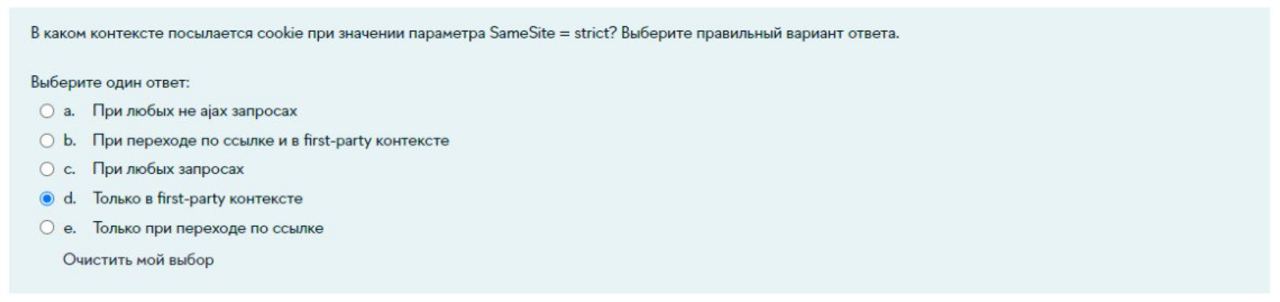 В каком контексте посылается cookie при значении параметра SameSite = strict? Выберите правильный вариант ответа.
Выберите один ответ:
a. При любых не ajax запросах
b. При переходе по ссылке и в first-party контексте
c. При любых запросах
d. Только в first-party контексте
e. Только при переходе по ссылке
Очистить мой выбор